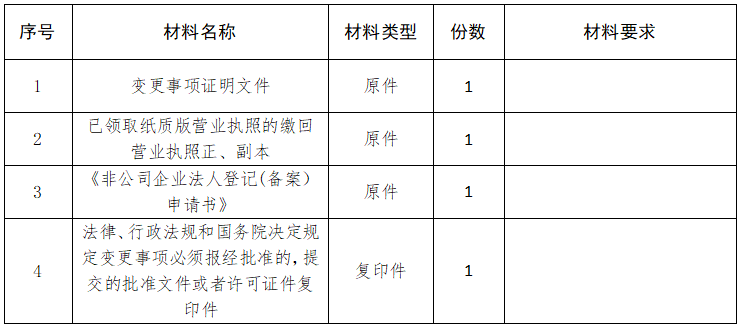 序号 材料名称 材料类型 份数 材料要求
1 变更事项证明文件 原件 1
2 已领取纸质版营业执照的缴回 原件 1
营业执照正、副本
3 《非公司企业法人登记(备案） 原件 1
申请书》
4 法律、行政法规和国务院决定规 复印件 1
定变更事项必须报经批准的，提
交的批准文件或者许可证件复
印件